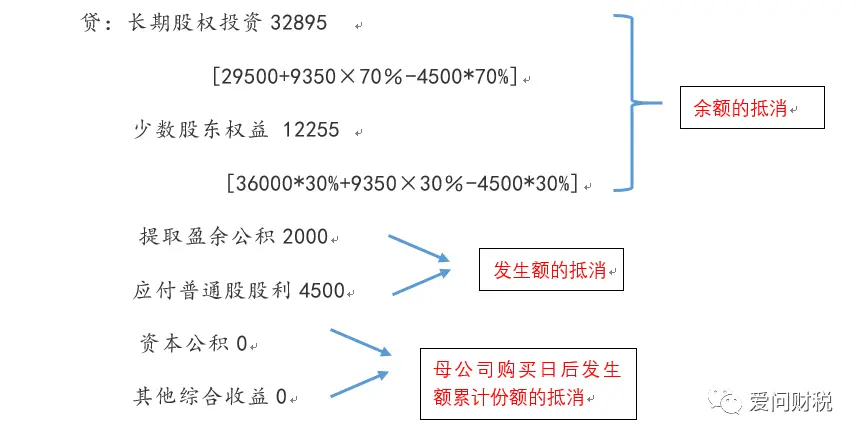 贷：长期股权投资 32895
[29500+9350×70%-4500*70%]
余额的抵消
少数股东权益 12255
[36000*30%+9350×30%-4500*30%]
提取盈余公积 2000
发生额的抵消
应付普通股股利 4500
资本公积 0
母公司购买日后发生
额累计份额的抵消
其他综合收益 0
爱问财税